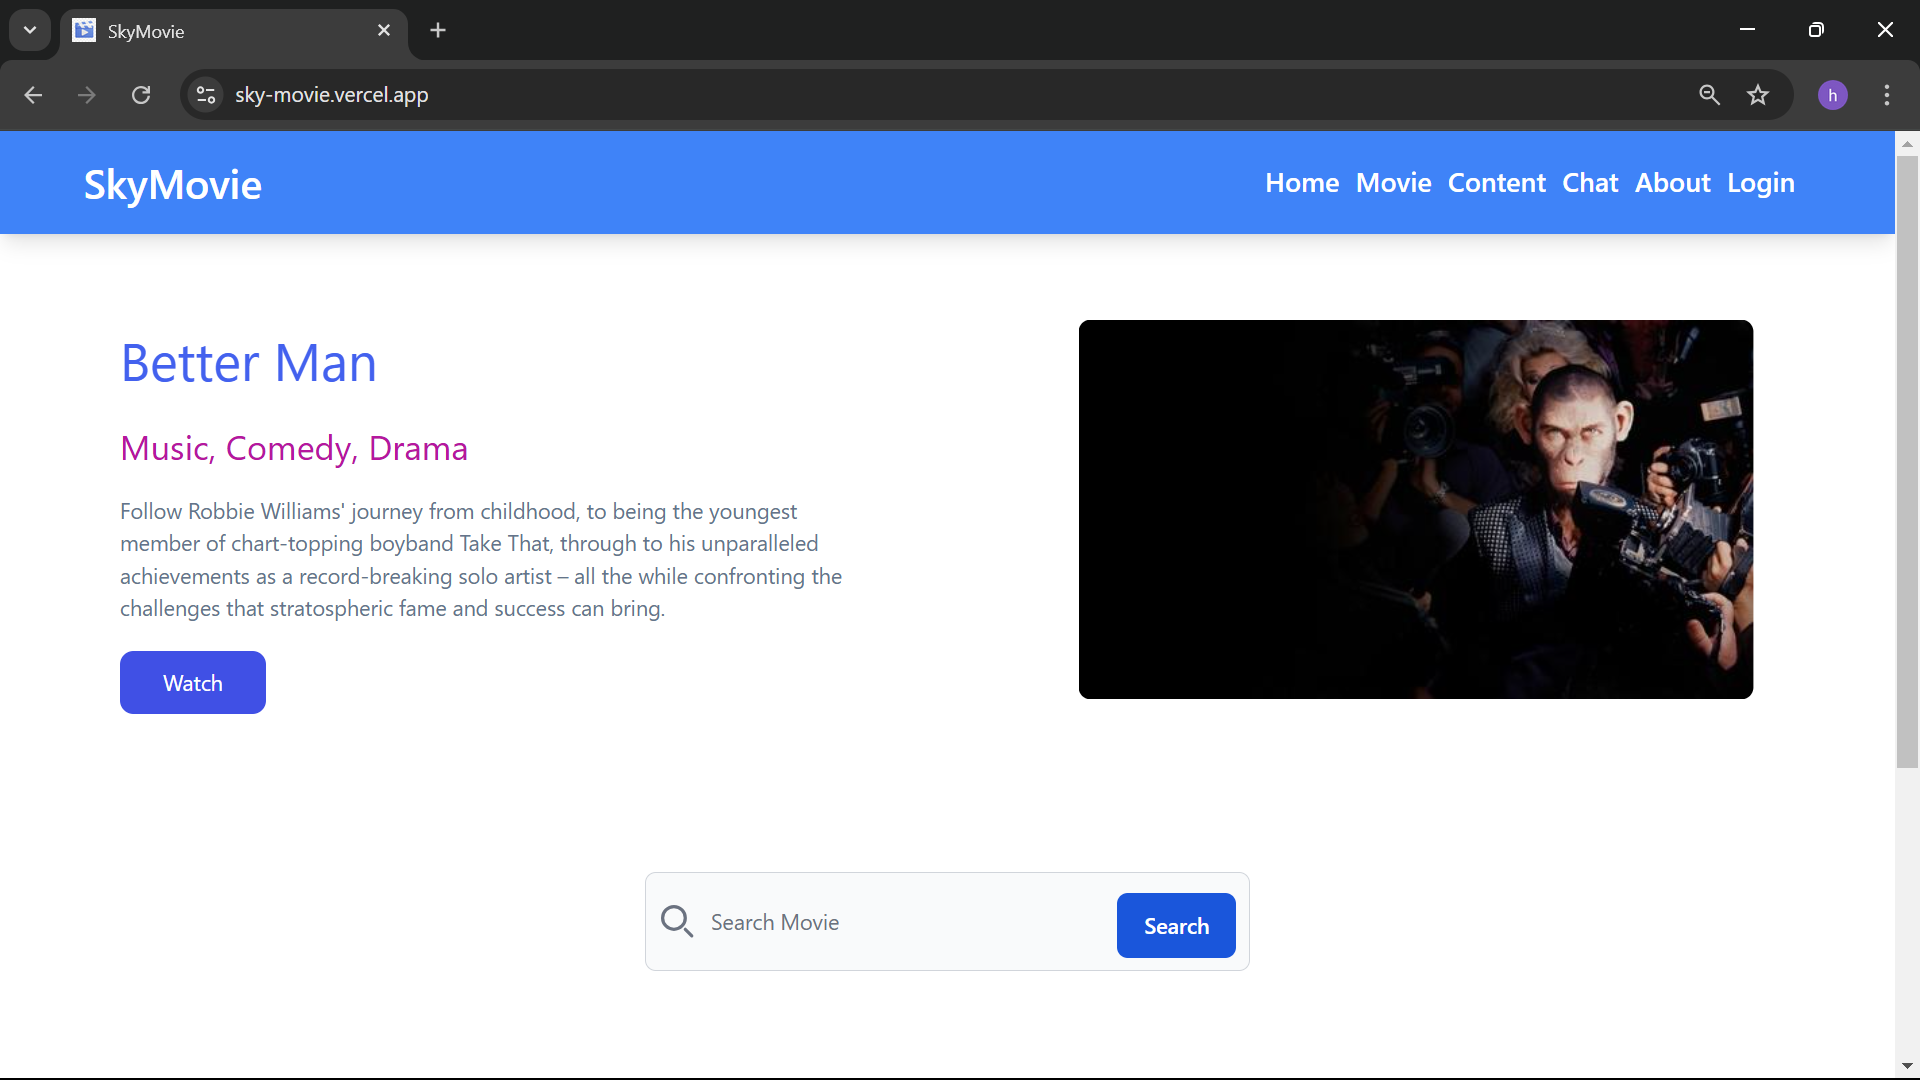 SkyMovie
sky-movie.vercel.app
h
SkyMovie
Home Movie Content Chat About Login
Better Man
Music, Comedy, Drama
Follow Robbie Williams' journey from childhood, to being the youngest
member of chart-topping boyband Take That, through to his unparalleled
achievements as a record-breaking solo artist – all the while confronting the
challenges that stratospheric fame and success can bring.
Watch
Search Movie
Search